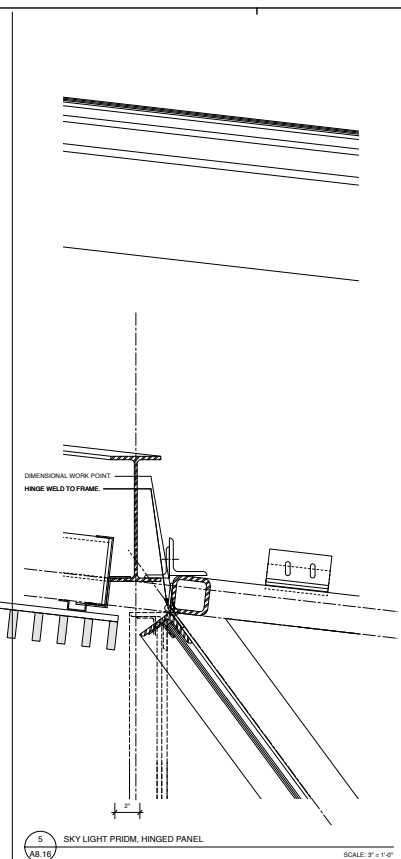 DIMENSIONAL WORK POINT.
HINGE WELD TO FRAME.
2"
5
A8.16
SKY LIGHT PRIDM, HINGED PANEL
SCALE: 3" = 1'-0"